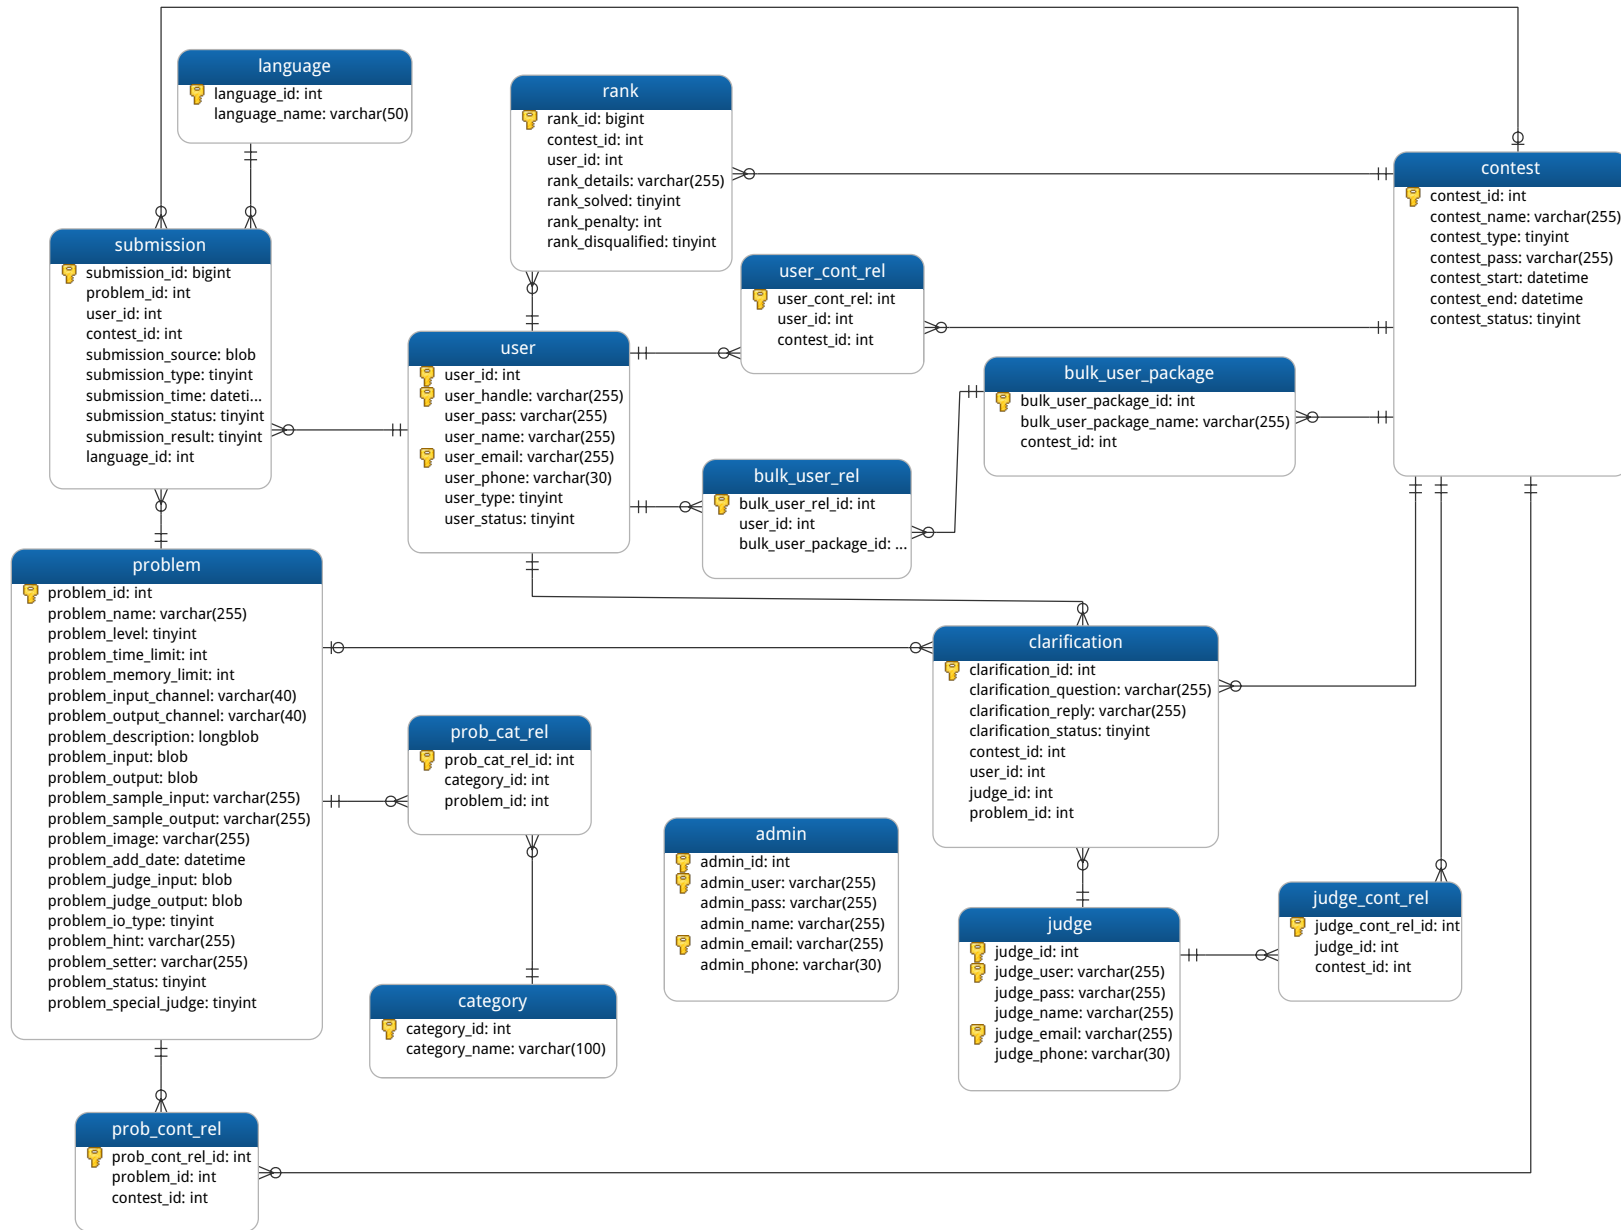 language
language_id: int
language_name: varchar(50)
rank
rank_id: bigint
contest_id: int
user_id: int
rank_details: varchar(255)
rank_solved: tinyint
rank_penalty: int
rank_disqualified: tinyint
contest
contest_id: int
contest_name: varchar(255)
contest_type: tinyint
contest_pass: varchar(255)
contest_start: datetime
contest_end: datetime
contest_status: tinyint
submission
submission_id: bigint
problem_id: int
user_id: int
contest_id: int
submission_source: blob
submission_type: tinyint
submission_time: dateti...
submission_status: tinyint
submission_result: tinyint
language_id: int
user_cont_rel
user_cont_rel: int
user_id: int
contest_id: int
user
user_id: int
user_handle: varchar(255)
user_pass: varchar(255)
user_name: varchar(255)
user_email: varchar(255)
user_phone: varchar(30)
user_type: tinyint
user_status: tinyint
bulk_user_package
bulk_user_package_id: int
bulk_user_package_name: varchar(255)
contest_id: int
bulk_user_rel
bulk_user_rel_id: int
user_id: int
bulk_user_package_id: ...
problem
problem_id: int
problem_name: varchar(255)
problem_level: tinyint
problem_time_limit: int
problem_memory_limit: int
problem_input_channel: varchar(40)
problem_output_channel: varchar(40)
problem_description: longblob
problem_input: blob
problem_output: blob
problem_sample_input: varchar(255)
problem_sample_output: varchar(255)
problem_image: varchar(255)
problem_add_date: datetime
problem_judge_input: blob
problem_judge_output: blob
problem_io_type: tinyint
problem_hint: varchar(255)
problem_setter: varchar(255)
problem_status: tinyint
problem_special_judge: tinyint
clarification
clarification_id: int
clarification_question: varchar(255)
clarification_reply: varchar(255)
clarification_status: tinyint
contest_id: int
user_id: int
judge_id: int
problem_id: int
prob_cat_rel
prob_cat_rel_id: int
category_id: int
problem_id: int
admin
admin_id: int
admin_user: varchar(255)
admin_pass: varchar(255)
admin_name: varchar(255)
admin_email: varchar(255)
admin_phone: varchar(30)
judge_cont_rel
judge_cont_rel_id: int
judge_id: int
contest_id: int
judge
judge_id: int
judge_user: varchar(255)
judge_pass: varchar(255)
judge_name: varchar(255)
judge_email: varchar(255)
judge_phone: varchar(30)
category
category_id: int
category_name: varchar(100)
prob_cont_rel
prob_cont_rel_id: int
problem_id: int
contest_id: int